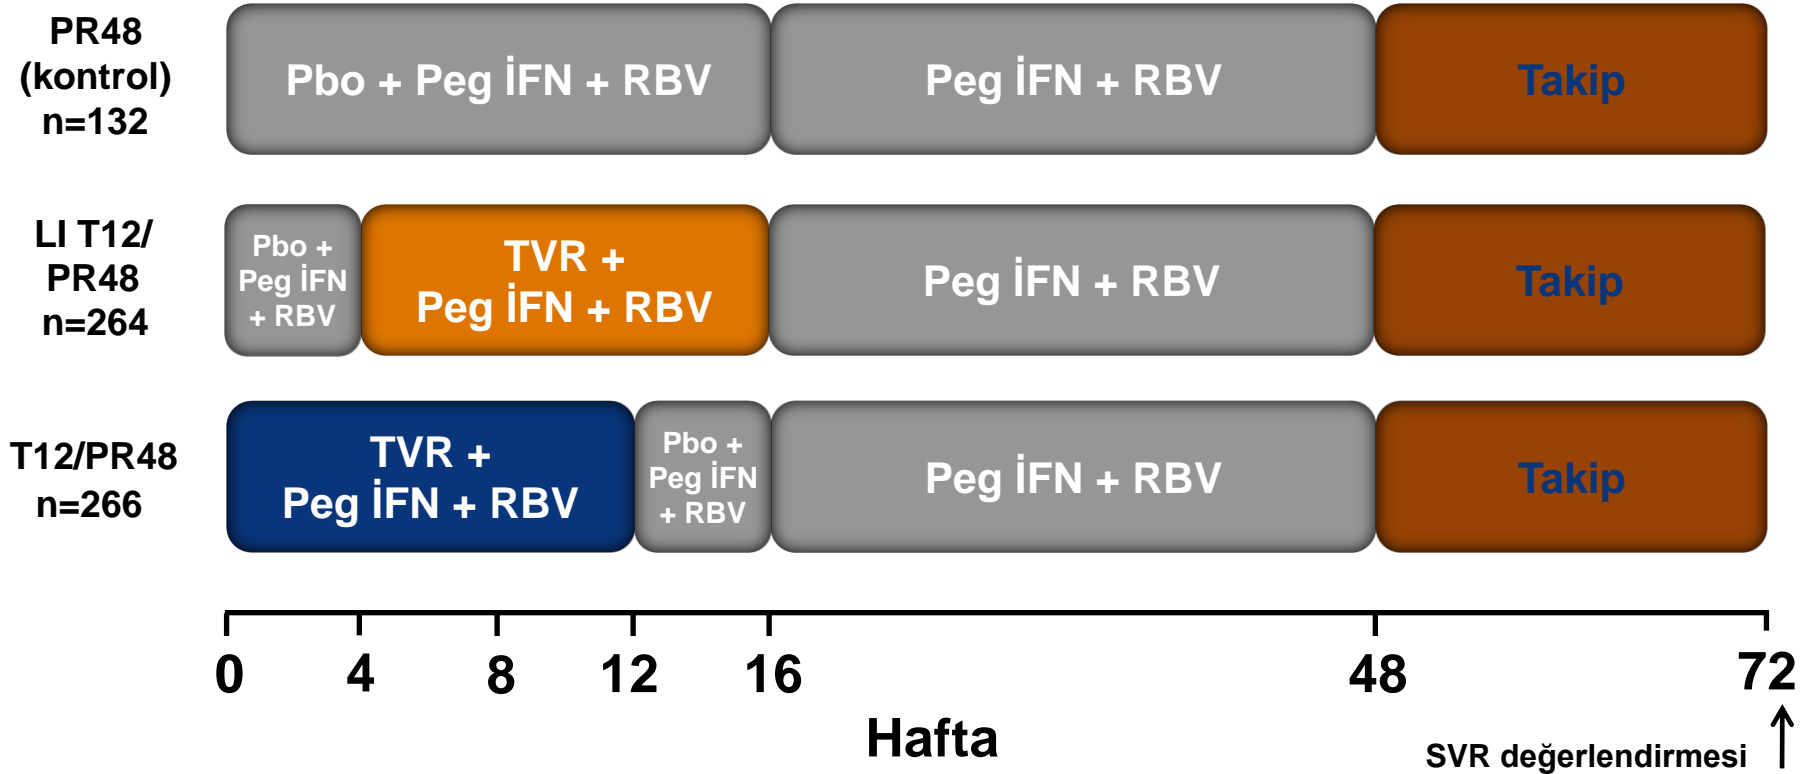 PR48
(kontrol)
n=132
Pbo + Peg İFN + RBV
Peg İFN + RBV
Takip
LI T12/
PR48
n=264
Pbo +
Peg İFN
+ RBV
TVR +
Peg İFN + RBV
Peg İFN + RBV
Takip
T12/PR48
n=266
TVR +
Peg İFN + RBV
Pbo +
Peg İFN
+ RBV
Peg İFN + RBV
Takip
0 4 8 12 16 48 72
Hafta
SVR değerlendirmesi